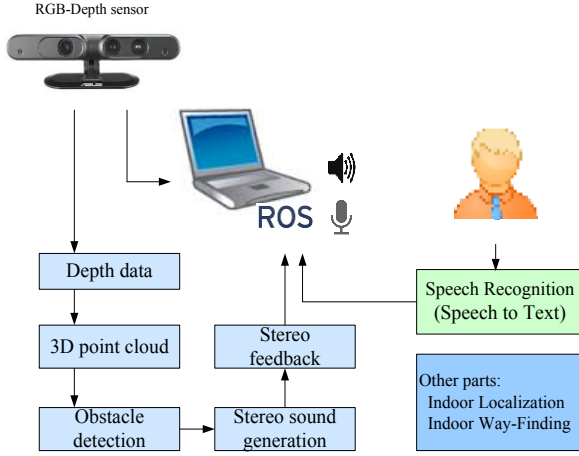 RGB-Depth sensor
ASUS
ROS
Depth data
3D point cloud
Obstacle
detection
Stereo sound
generation
Stereo
feedback
Speech Recognition
(Speech to Text)
Other parts:
Indoor Localization
Indoor Way-Finding